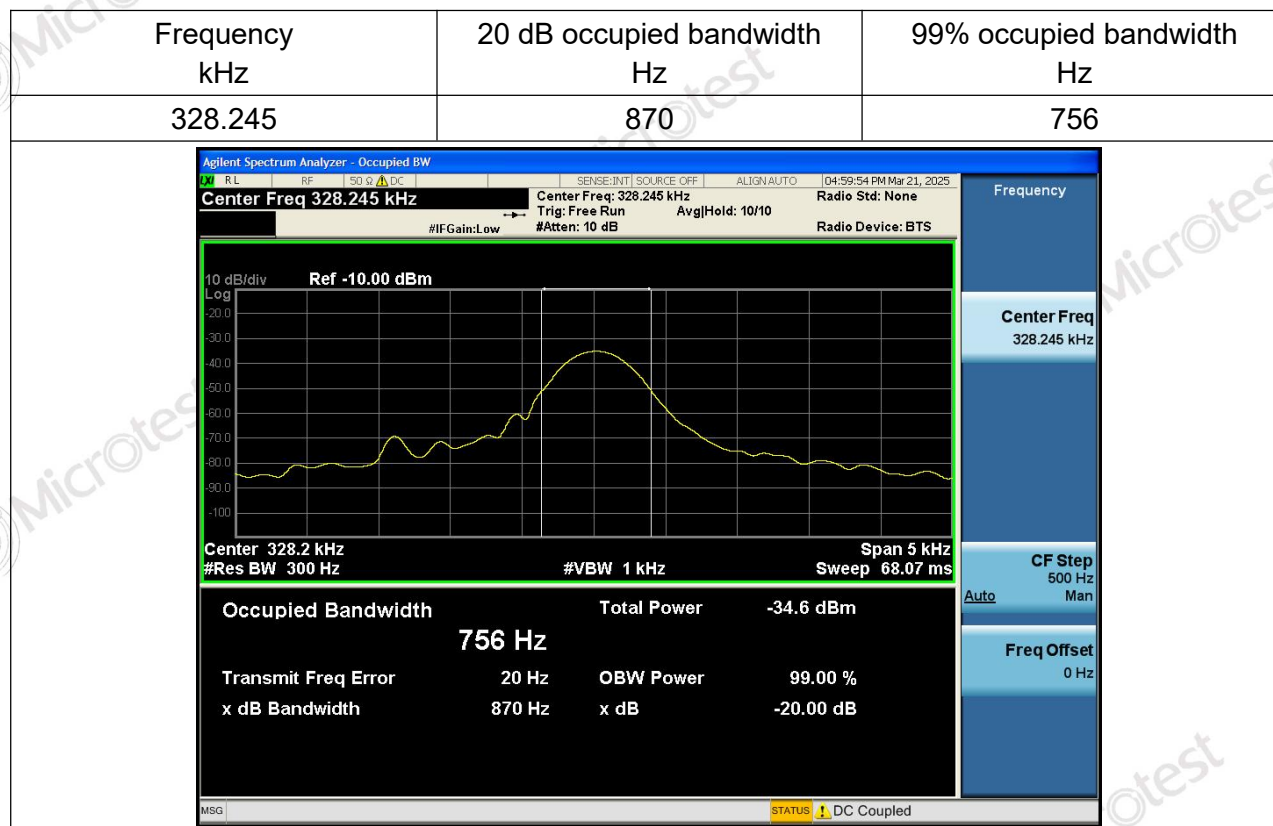 Frequency kHz 20 dB occupied bandwidth Hz 99% occupied bandwidth Hz
328.245 870 756
Agilent Spectrum Analyzer - Occupied BW
LXI RL RF 50 Ω DC SENSE:INT SOURCE OFF ALIGN AUTO 04:59:54 PM Mar 21, 2025
Center Freq 328.245 kHz
Center Freq: 328.245 kHz Radio Std: None
Trig: Free Run Avg|Hold: 10/10
#IFGain:Low #Atten: 10 dB Radio Device: BTS
10 dB/div Ref -10.00 dBm
Log
-20.0
-30.0
-40.0
-50.0
-60.0
-70.0
-80.0
-90.0
-100
Center 328.2 kHz Span 5 kHz
#Res BW 300 Hz #VBW 1 kHz Sweep 68.07 ms
Occupied Bandwidth Total Power -34.6 dBm
756 Hz
Transmit Freq Error 20 Hz OBW Power 99.00 %
x dB Bandwidth 870 Hz x dB -20.00 dB
Frequency
Center Freq
328.245 kHz
CF Step
500 Hz
Auto Man
Freq Offset
0 Hz
MSG STATUS DC Coupled
Microtest
Microtest
Microtest